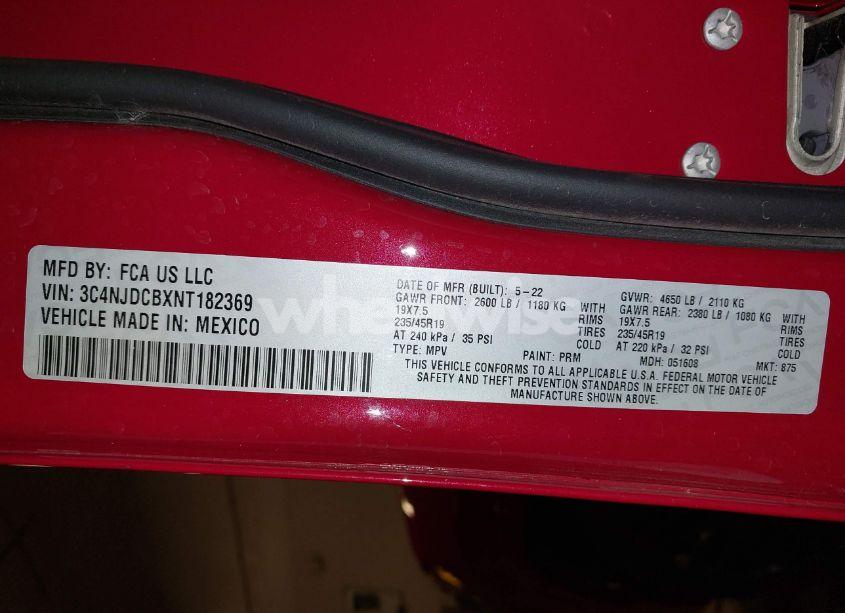 MFD BY: FCA US LLC
VIN: 3C4NJDCBXNT182369
VEHICLE MADE IN: MEXICO
DATE OF MFR (BUILT): 5-22
GAWR FRONT: 2600 LB / 1180 KG WITH
19X7.5 RIMS
235/45R19 TIRES
AT 240 kPa / 35 PSI COLD
TYPE: MPV PAINT: PRM
GVWR: 4650 LB / 2110 KG
GAWR REAR: 2380 LB / 1080 KG WITH
19X7.5 RIMS
235/45R19 TIRES
AT 220 kPa / 32 PSI COLD
MDH: 051608 MKT: 875
THIS VEHICLE CONFORMS TO ALL APPLICABLE U.S.A. FEDERAL MOTOR VEHICLE
SAFETY AND THEFT PREVENTION STANDARDS IN EFFECT ON THE DATE OF
MANUFACTURE SHOWN ABOVE.